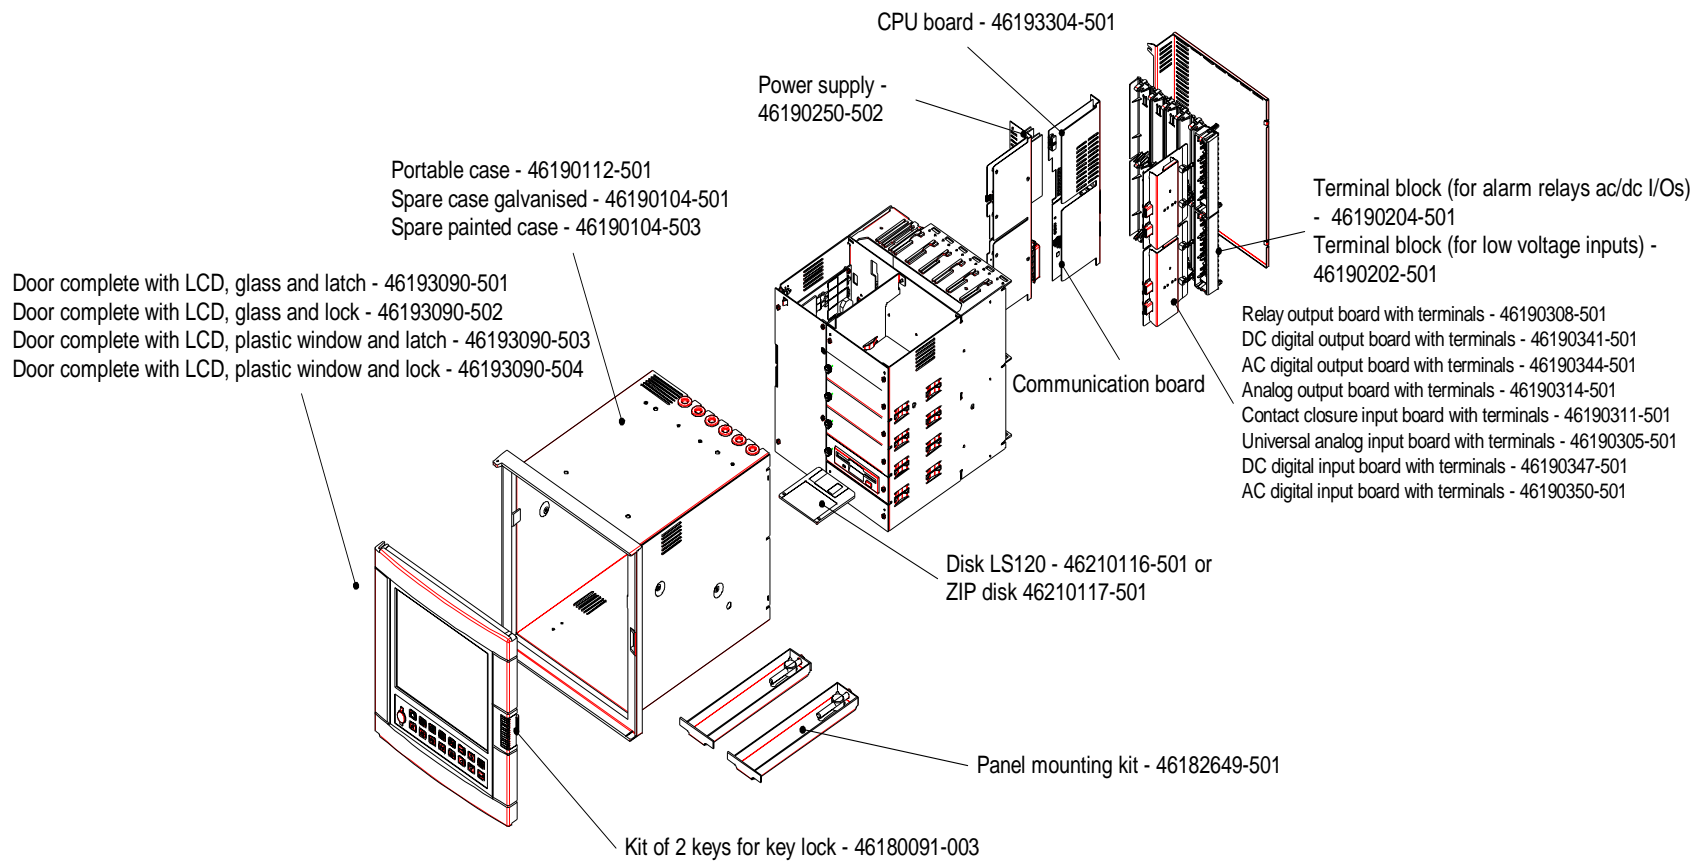 CPU board - 46193304-501
Power supply -
46190250-502
Portable case - 46190112-501
Spare case galvanised - 46190104-501
Spare painted case - 46190104-503
Terminal block (for alarm relays ac/dc I/Os)
- 46190204-501
Terminal block (for low voltage inputs) -
46190202-501
Door complete with LCD, glass and latch - 46193090-501
Door complete with LCD, glass and lock - 46193090-502
Door complete with LCD, plastic window and latch - 46193090-503
Door complete with LCD, plastic window and lock - 46193090-504
Relay output board with terminals - 46190308-501
DC digital output board with terminals - 46190341-501
AC digital output board with terminals - 46190344-501
Analog output board with terminals - 46190314-501
Contact closure input board with terminals - 46190311-501
Universal analog input board with terminals - 46190305-501
DC digital input board with terminals - 46190347-501
AC digital input board with terminals - 46190350-501
Communication board
Disk LS120 - 46210116-501 or
ZIP disk 46210117-501
Panel mounting kit - 46182649-501
Kit of 2 keys for key lock - 46180091-003